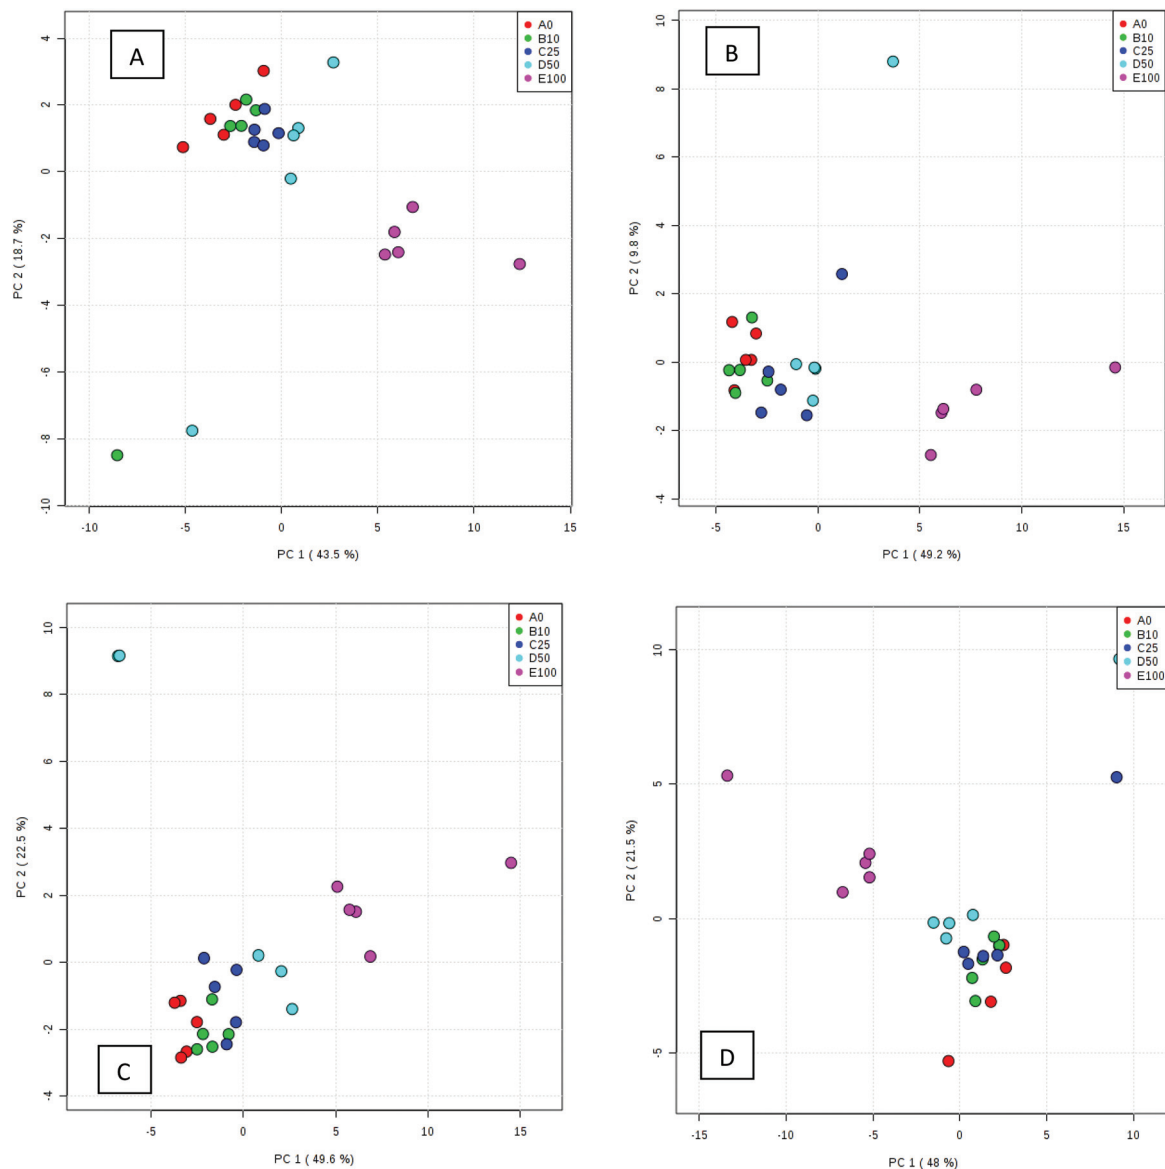 A
A0
B10
C25
D50
E100
4
2
0
-2
-4
-6
-8
-10
PC 2 ( 18.7 %)
-10 -5 0 5 10 15
PC 1 ( 43.5 %)
B
A0
B10
C25
D50
E100
10
8
6
4
2
0
-2
-4
PC 2 ( 9.8 %)
-5 0 5 10 15
PC 1 ( 49.2 %)
C
A0
B10
C25
D50
E100
10
8
6
4
2
0
-2
-4
PC 2 ( 22.5 %)
-5 0 5 10 15
PC 1 ( 49.6 %)
D
A0
B10
C25
D50
E100
10
5
0
-5
PC 2 ( 21.5 %)
-15 -10 -5 0 5 10
PC 1 ( 48 %)